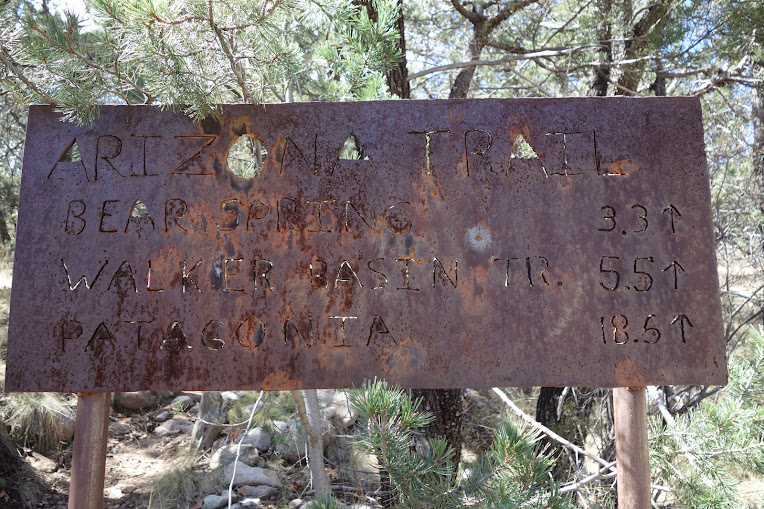 ARIZONA TRAIL
BEAR SPRING 3.3↑
WALKER BASIN TR. 5.5↑
PATAGONIA 18.5↑